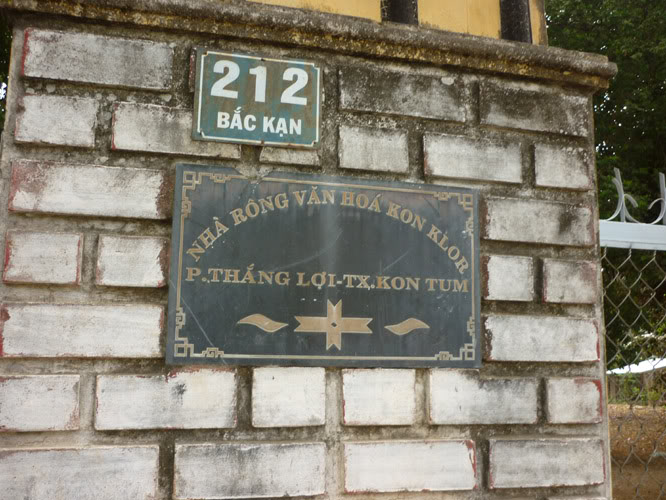 212
BẮC KẠN
NHÀ RÔNG VĂN HOÁ KON KLOR
P.THẮNG LỢI-TX.KON TUM